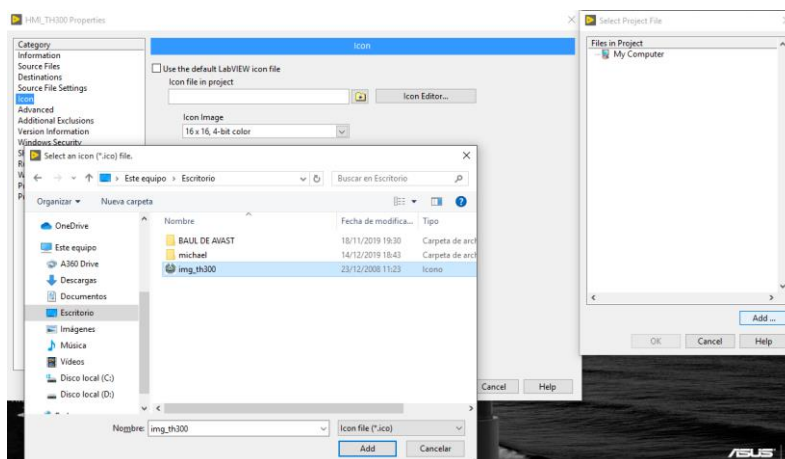 HMI_TH300 Properties
Category
Information
Source Files
Destinations
Source File Settings
Icon
Advanced
Additional Exclusions
Version Information
Windows Security
Icon
Use the default LabVIEW icon file
Icon file in project
Icon Editor...
Icon Image
16 x 16, 4-bit color
Cancel
Help
Select an icon (*.ico) file.
Este equipo > Escritorio
Buscar en Escritorio
Organizar
Nueva carpeta
OneDrive
Este equipo
A360 Drive
Descargas
Documentos
Escritorio
Imágenes
Música
Vídeos
Disco local (C:)
Disco local (D:)
Nombre
Fecha de modifica...
Tipo
BAUL DE AVAST
18/11/2019 19:30
Carpeta de arch
michael
14/12/2019 18:43
Carpeta de arch
img_th300
23/12/2008 11:23
Icono
Nombre: img_th300
Icon file (*.ico)
Add
Cancelar
Select Project File
Files in Project
My Computer
Add ...
OK
Cancel
Help
ASUS